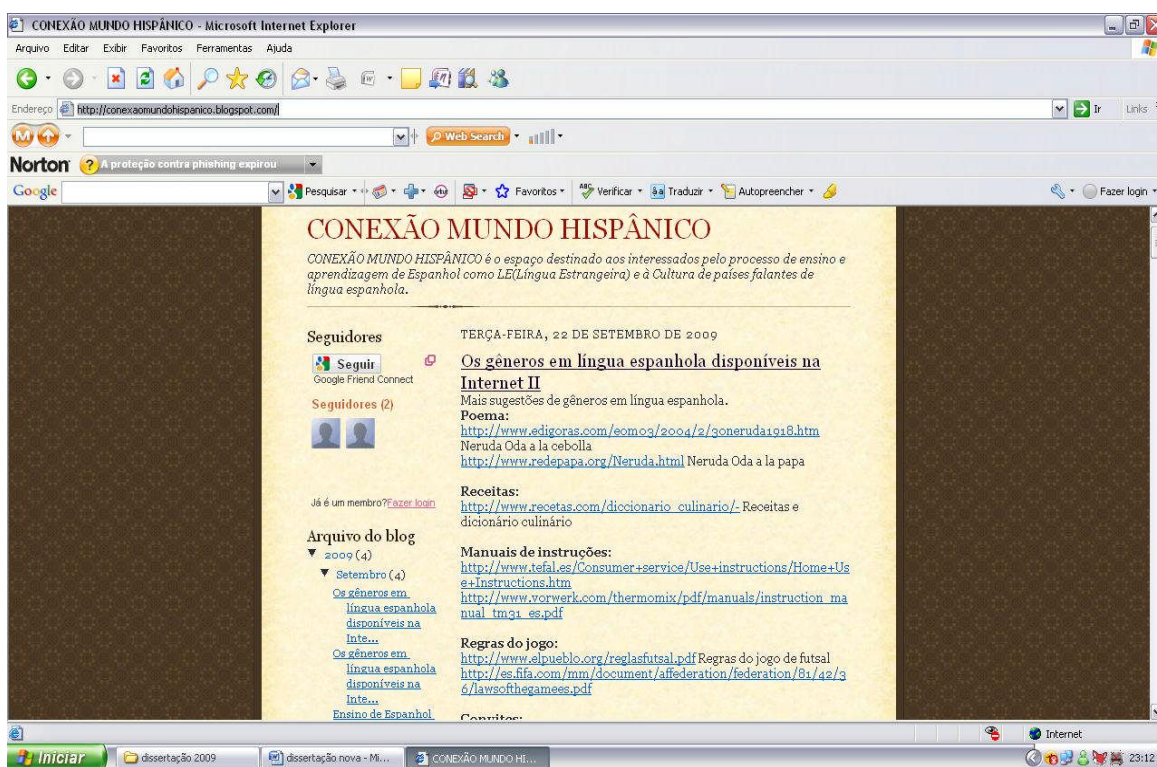 CONEXÃO MUNDO HISPÂNICO - Microsoft Internet Explorer
Arquivo Editar Exibir Favoritos Ferramentas Ajuda
Endereço http://conexaomundohispanico.blogspot.com/ Ir Links
Web Search
Norton A proteção contra phishing expirou
Google Pesquisar Favoritos Verificar Traduzir Autopreencher Fazer login
CONEXÃO MUNDO HISPÂNICO
CONEXÃO MUNDO HISPÂNICO é o espaço destinado aos interessados pelo processo de ensino e
aprendizagem de Espanhol como LE(Língua Estrangeira) e à Cultura de países falantes de
língua espanhola.
Seguidores
Seguir
Google Friend Connect
Seguidores (2)
Já é um membro?Fazer login
Arquivo do blog
▼ 2009 (4)
▼ Setembro (4)
Os gêneros em
língua espanhola
disponíveis na
Inte...
Os gêneros em
língua espanhola
disponíveis na
Inte...
Ensino de Espanhol
TERÇA-FEIRA, 22 DE SETEMBRO DE 2009
Os gêneros em língua espanhola disponíveis na
Internet II
Mais sugestões de gêneros em língua espanhola.
Poema:
http://www.edigoras.com/eom03/2004/2/30neruda1918.htm
Neruda Oda a la cebolla
http://www.redepapa.org/Neruda.html Neruda Oda a la papa
Receitas:
http://www.recetas.com/diccionario_culinario/- Receitas e
dicionário culinário
Manuais de instruções:
http://www.tefal.es/Consumer+service/Use+instructions/Home+Us
e+Instructions.htm
http://www.vorwerk.com/thermomix/pdf/manuals/instruction_ma
nual_tm31_es.pdf
Regras do jogo:
http://www.elpueblo.org/reglasfutsal.pdf Regras do jogo de futsal
http://es.fifa.com/mm/document/affederation/federation/81/42/3
6/lawsofthegamees.pdf
Convites:
Internet
Iniciar dissertação 2009 dissertação nova - Mi... CONEXÃO MUNDO HI... 23:12